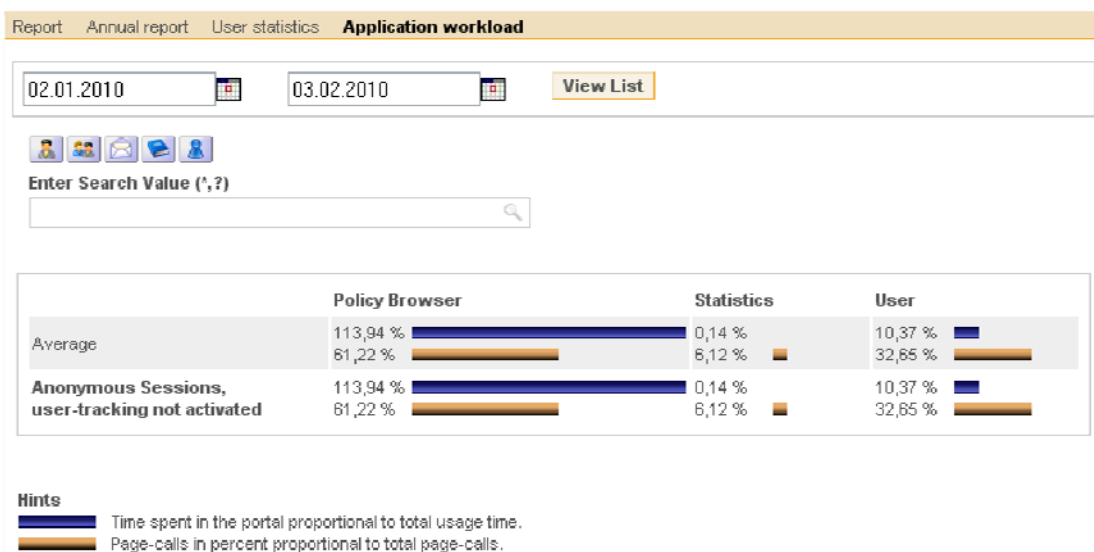 Report Annual report User statistics Application workload
02.01.2010 03.02.2010 View List
Enter Search Value (*,?)
Policy Browser Statistics User
Average 113,94 % 0,14 % 10,37 %
61,22 % 6,12 % 32,65 %
Anonymous Sessions, 113,94 % 0,14 % 10,37 %
user-tracking not activated 61,22 % 6,12 % 32,65 %
Hints
Time spent in the portal proportional to total usage time.
Page-calls in percent proportional to total page-calls.